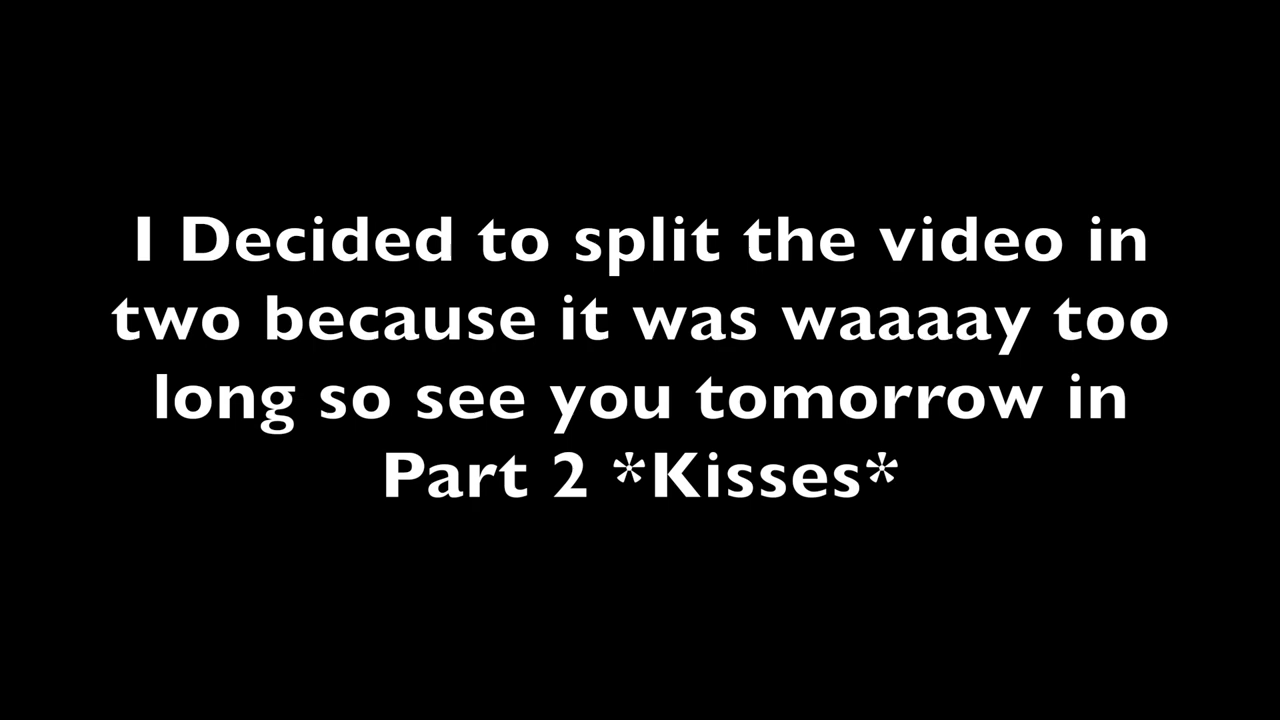 I Decided to split the video in
two because it was waaaay too
long so see you tomorrow in
Part 2 *Kisses*